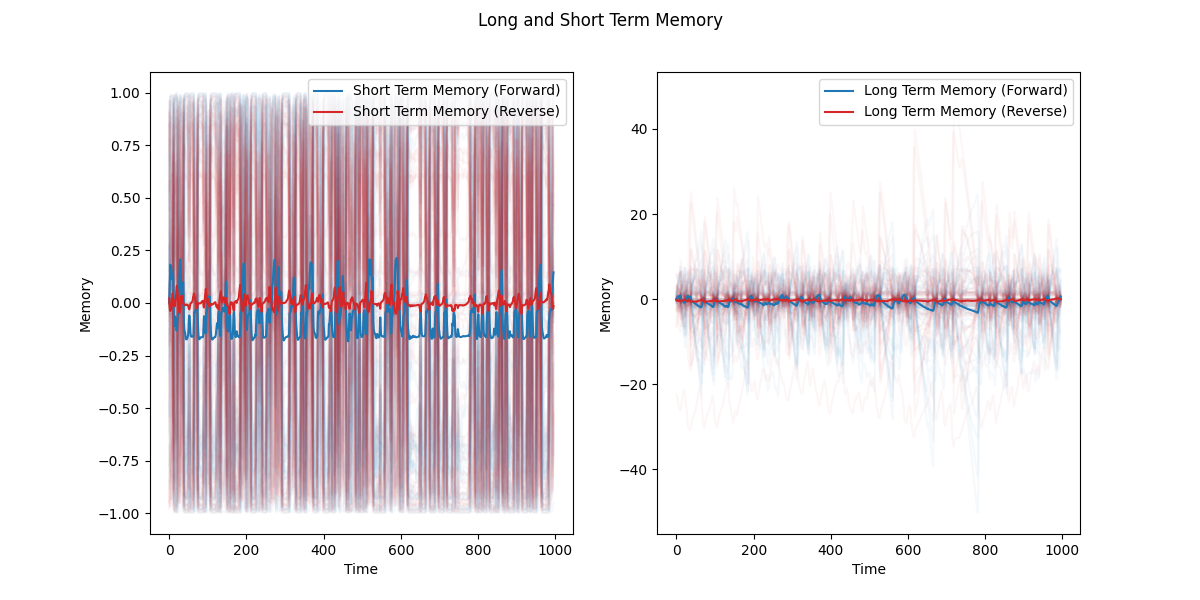 Long and Short Term Memory
Short Term Memory (Forward)
Short Term Memory (Reverse)
1.00
0.75
0.50
0.25
0.00
−0.25
−0.50
−0.75
−1.00
Memory
0
200
400
600
800
1000
Time
Long Term Memory (Forward)
Long Term Memory (Reverse)
40
20
0
−20
−40
Memory
0
200
400
600
800
1000
Time